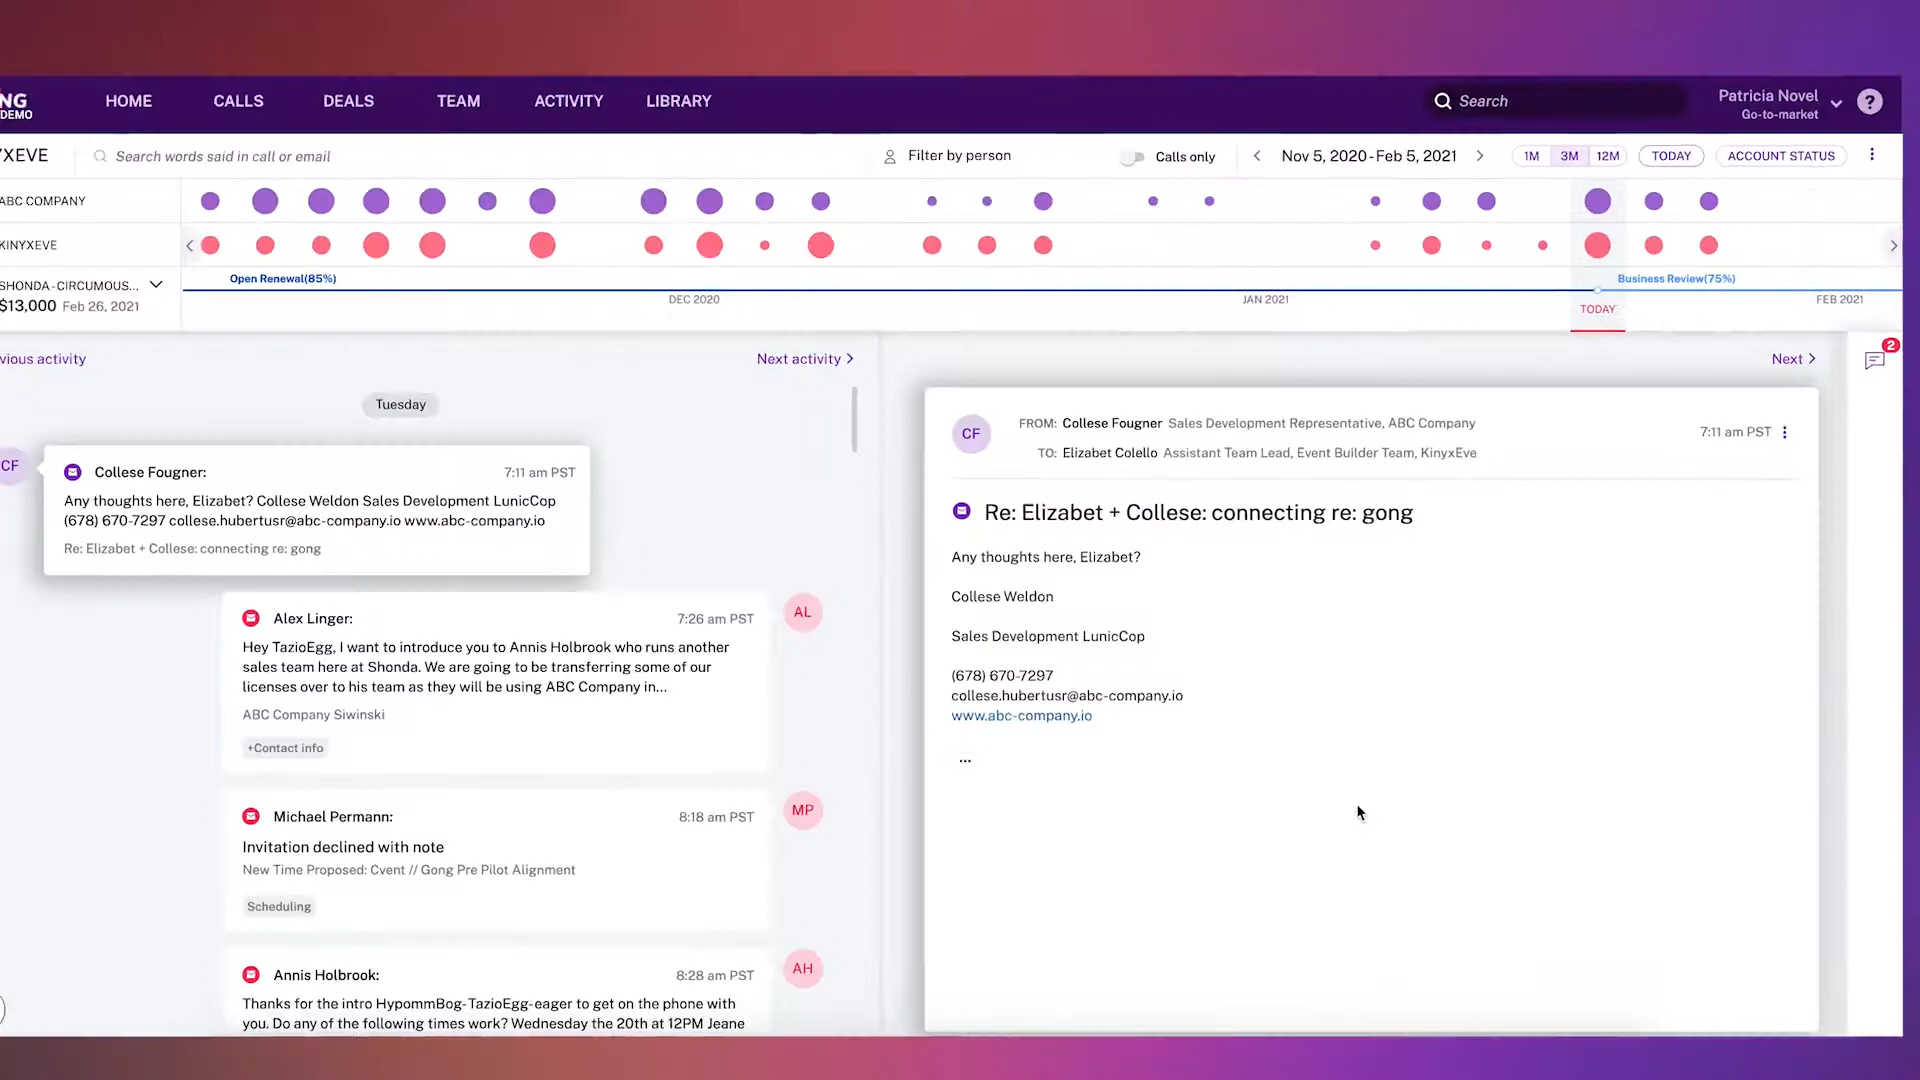 NG
DEMO
HOME
CALLS
DEALS
TEAM
ACTIVITY
LIBRARY
Search
Patricia Novel
Go-to-market
?
YXEVE
Search words said in call or email
Filter by person
Calls only
Nov 5, 2020 - Feb 5, 2021
1M
3M
12M
TODAY
ACCOUNT STATUS
ABC COMPANY
KINYXEVE
SHONDA - CIRCUMOUS...
$13,000 Feb 26, 2021
Open Renewal(85%)
Business Review(75%)
DEC 2020
JAN 2021
TODAY
FEB 2021
vious activity
Next activity
Tuesday
CF
Collese Fougner:
7:11 am PST
Any thoughts here, Elizabet? Collese Weldon Sales Development LunicCop
(678) 670-7297 college.hubertusr@abc-company.io www.abc-company.io
Re: Elizabet + Collese: connecting re: gong
Alex Linger:
7:26 am PST
AL
Hey TazioEgg, I want to introduce you to Annis Holbrook who runs another
sales team here at Shonda. We are going to be transferring some of our
licenses over to his team as they will be using ABC Company in...
ABC Company Siwinski
+Contact info
Michael Permann:
8:18 am PST
MP
Invitation declined with note
New Time Proposed: Cvent // Gong Pre Pilot Alignment
Scheduling
Annis Holbrook:
8:28 am PST
AH
Thanks for the intro HypommBog-TazioEgg-eager to get on the phone with
you. Do any of the following times work? Wednesday the 20th at 12PM Jeane
Next
2
CF
FROM: Collese Fougner Sales Development Representative, ABC Company
7:11 am PST
TO: Elizabet Colello Assistant Team Lead, Event Builder Team, KinyxEve
Re: Elizabet + Collese: connecting re: gong
Any thoughts here, Elizabet?
Collese Weldon
Sales Development LunicCop
(678) 670-7297
collese.hubertusr@abc-company.io
www.abc-company.io
...